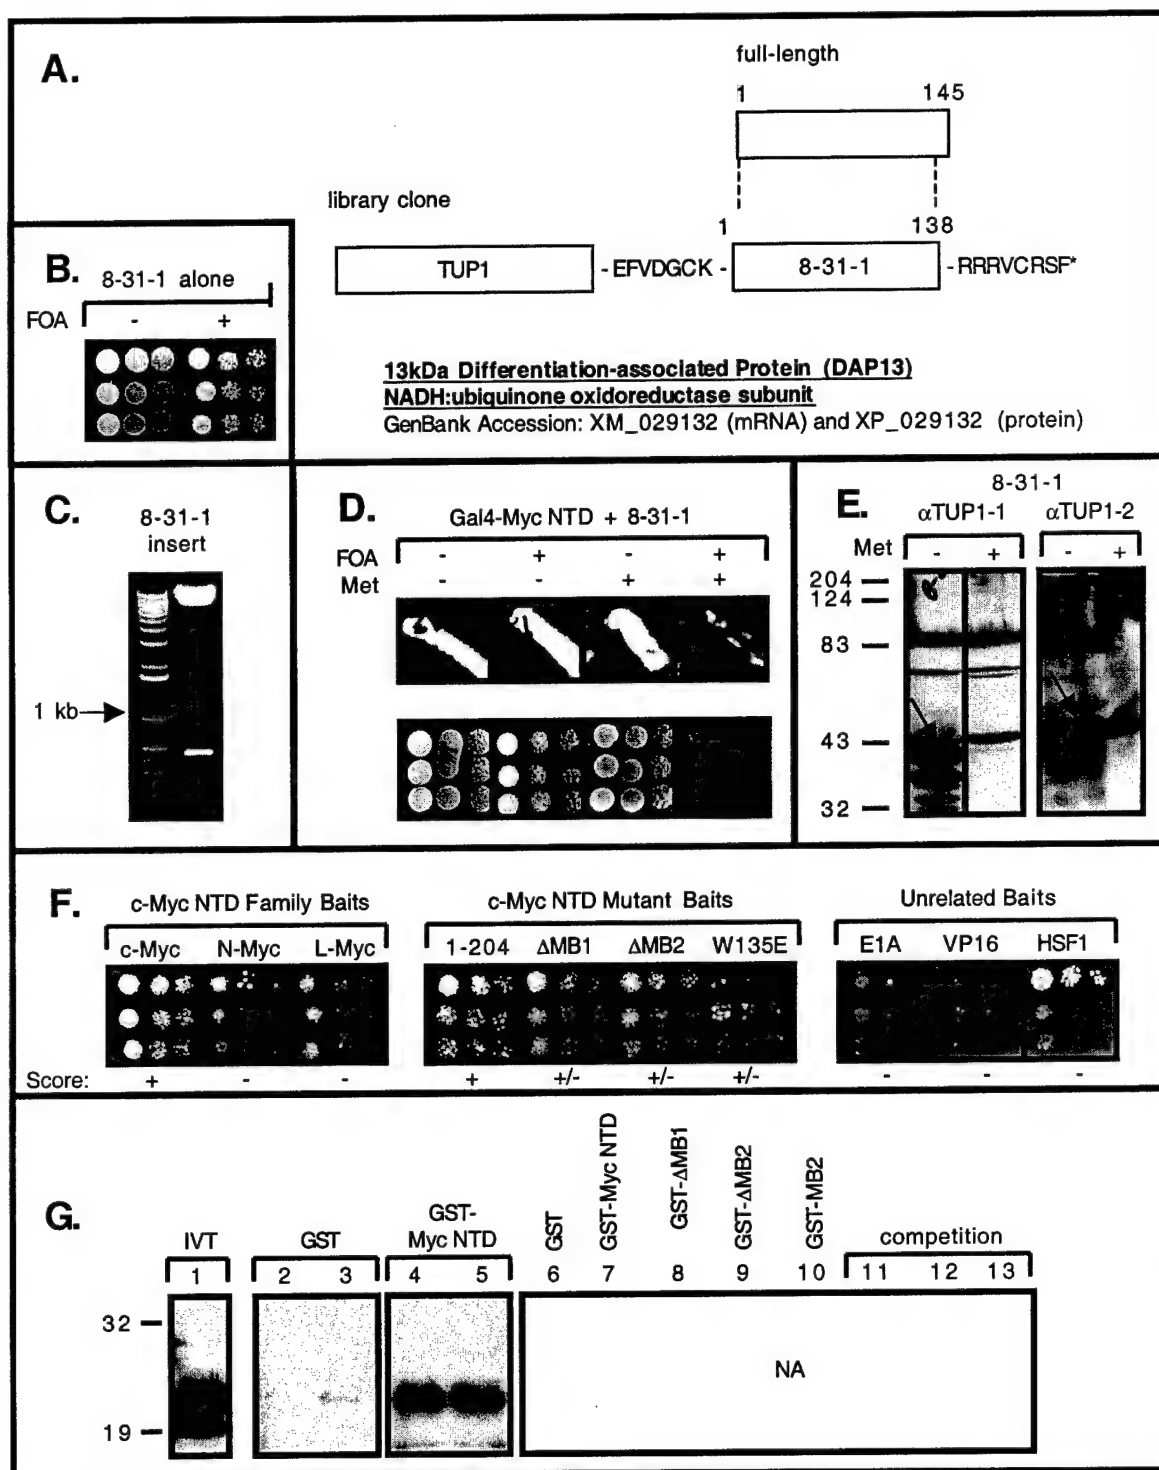 A.
full-length
1 145
library clone
1 138
TUP1 -EFVDGCK- 8-31-1 -RRRVCRSF*
13kDa Differentiation-associated Protein (DAP13)
NADH:ubiquinone oxidoreductase subunit
GenBank Accession: XM_029132 (mRNA) and XP_029132 (protein)
B.
8-31-1 alone
FOA - +
C.
8-31-1
insert
1 kb
D.
Gal4-Myc NTD + 8-31-1
FOA - + - +
Met - - + +
E.
8-31-1
αTUP1-1 αTUP1-2
Met - + - +
204
124
83
43
32
F.
c-Myc NTD Family Baits
c-Myc N-Myc L-Myc
c-Myc NTD Mutant Baits
1-204 ΔMB1 ΔMB2 W135E
Unrelated Baits
E1A VP16 HSF1
Score: + - - + +/- +/- +/- - - -
G.
IVT
1
GST
2 3
GST-
Myc NTD
4 5
GST
GST-Myc NTD
GST-ΔMB1
GST-ΔMB2
GST-MB2
competition
6 7 8 9 10 11 12 13
32
19
NA